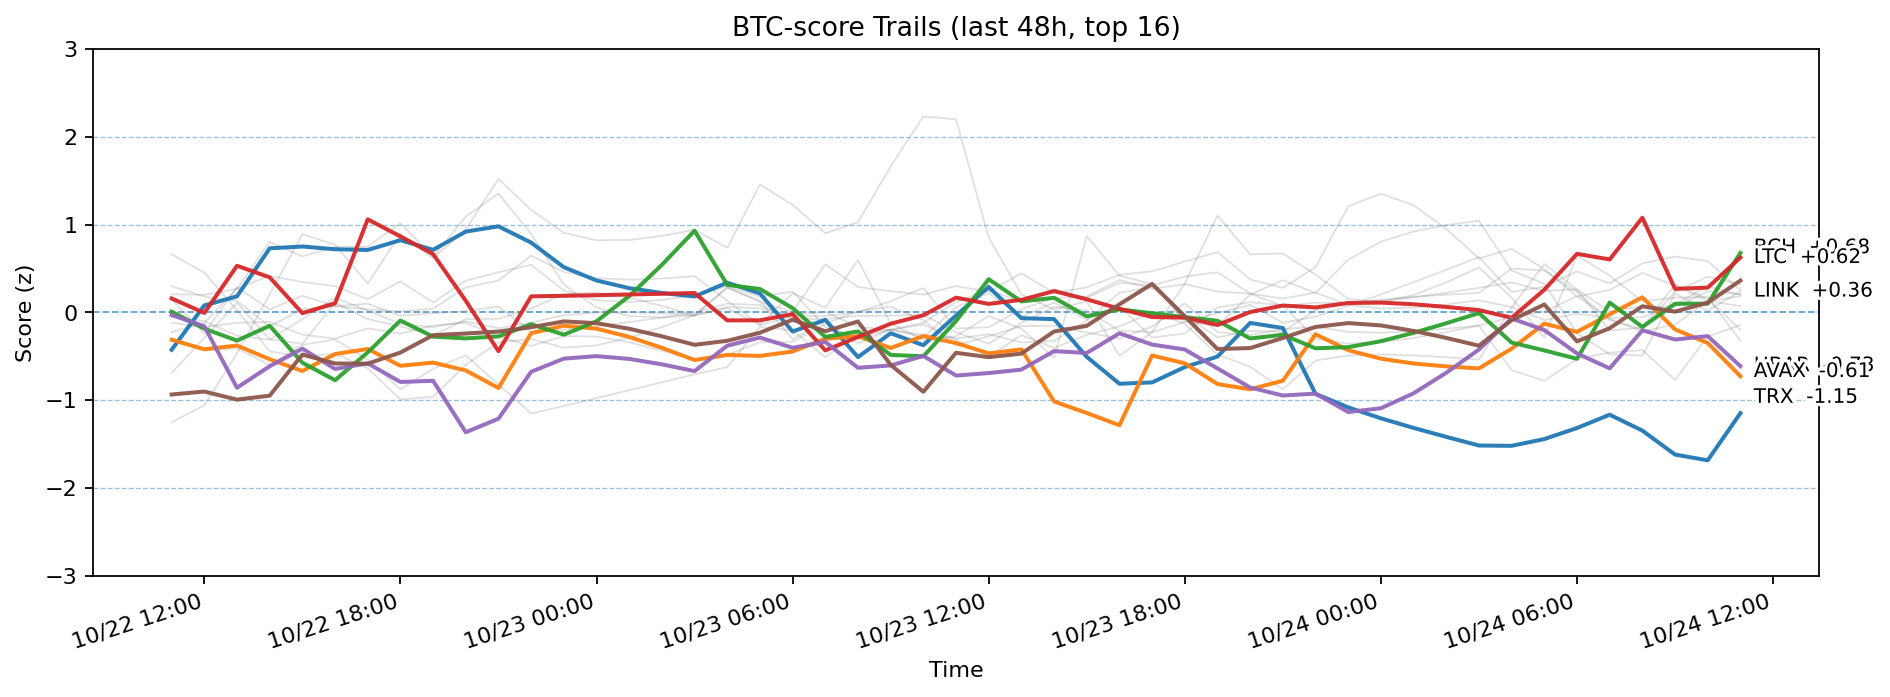 BTC-score Trails (last 48h, top 16)
Score (z)
3
2
1
0
−1
−2
−3
BCH +0.68
LTC +0.62
LINK +0.36
AVAX -0.61
TRX -1.15
10/22 12:00
10/22 18:00
10/23 00:00
10/23 06:00
10/23 12:00
10/23 18:00
10/24 00:00
10/24 06:00
10/24 12:00
Time